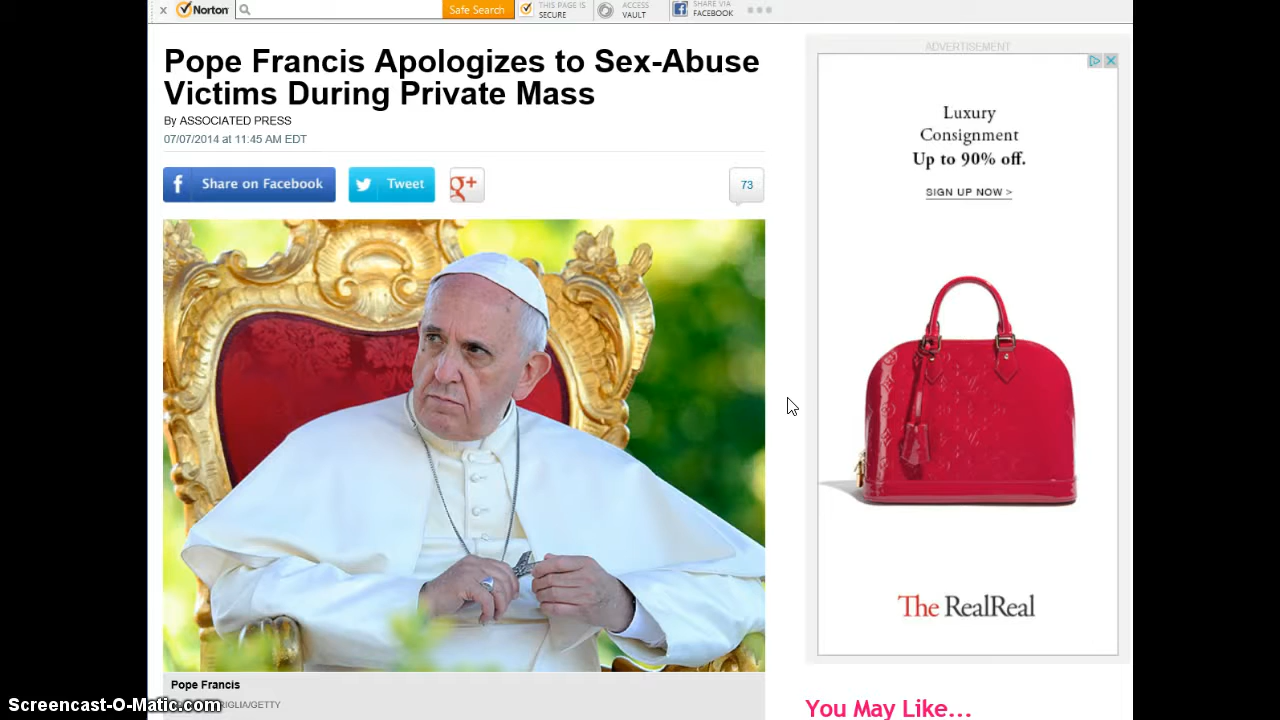 Norton
Safe Search
THIS PAGE IS
SECURE
ACCESS
VAULT
SHARE VIA
FACEBOOK
Pope Francis Apologizes to Sex-Abuse
Victims During Private Mass
By ASSOCIATED PRESS
07/07/2014 at 11:45 AM EDT
f Share on Facebook
Tweet
g+
73
Pope Francis
IGLIA/GETTY
ADVERTISEMENT
Luxury
Consignment
Up to 90% off.
SIGN UP NOW >
The RealReal
You May Like...
Screencast-O-Matic.com